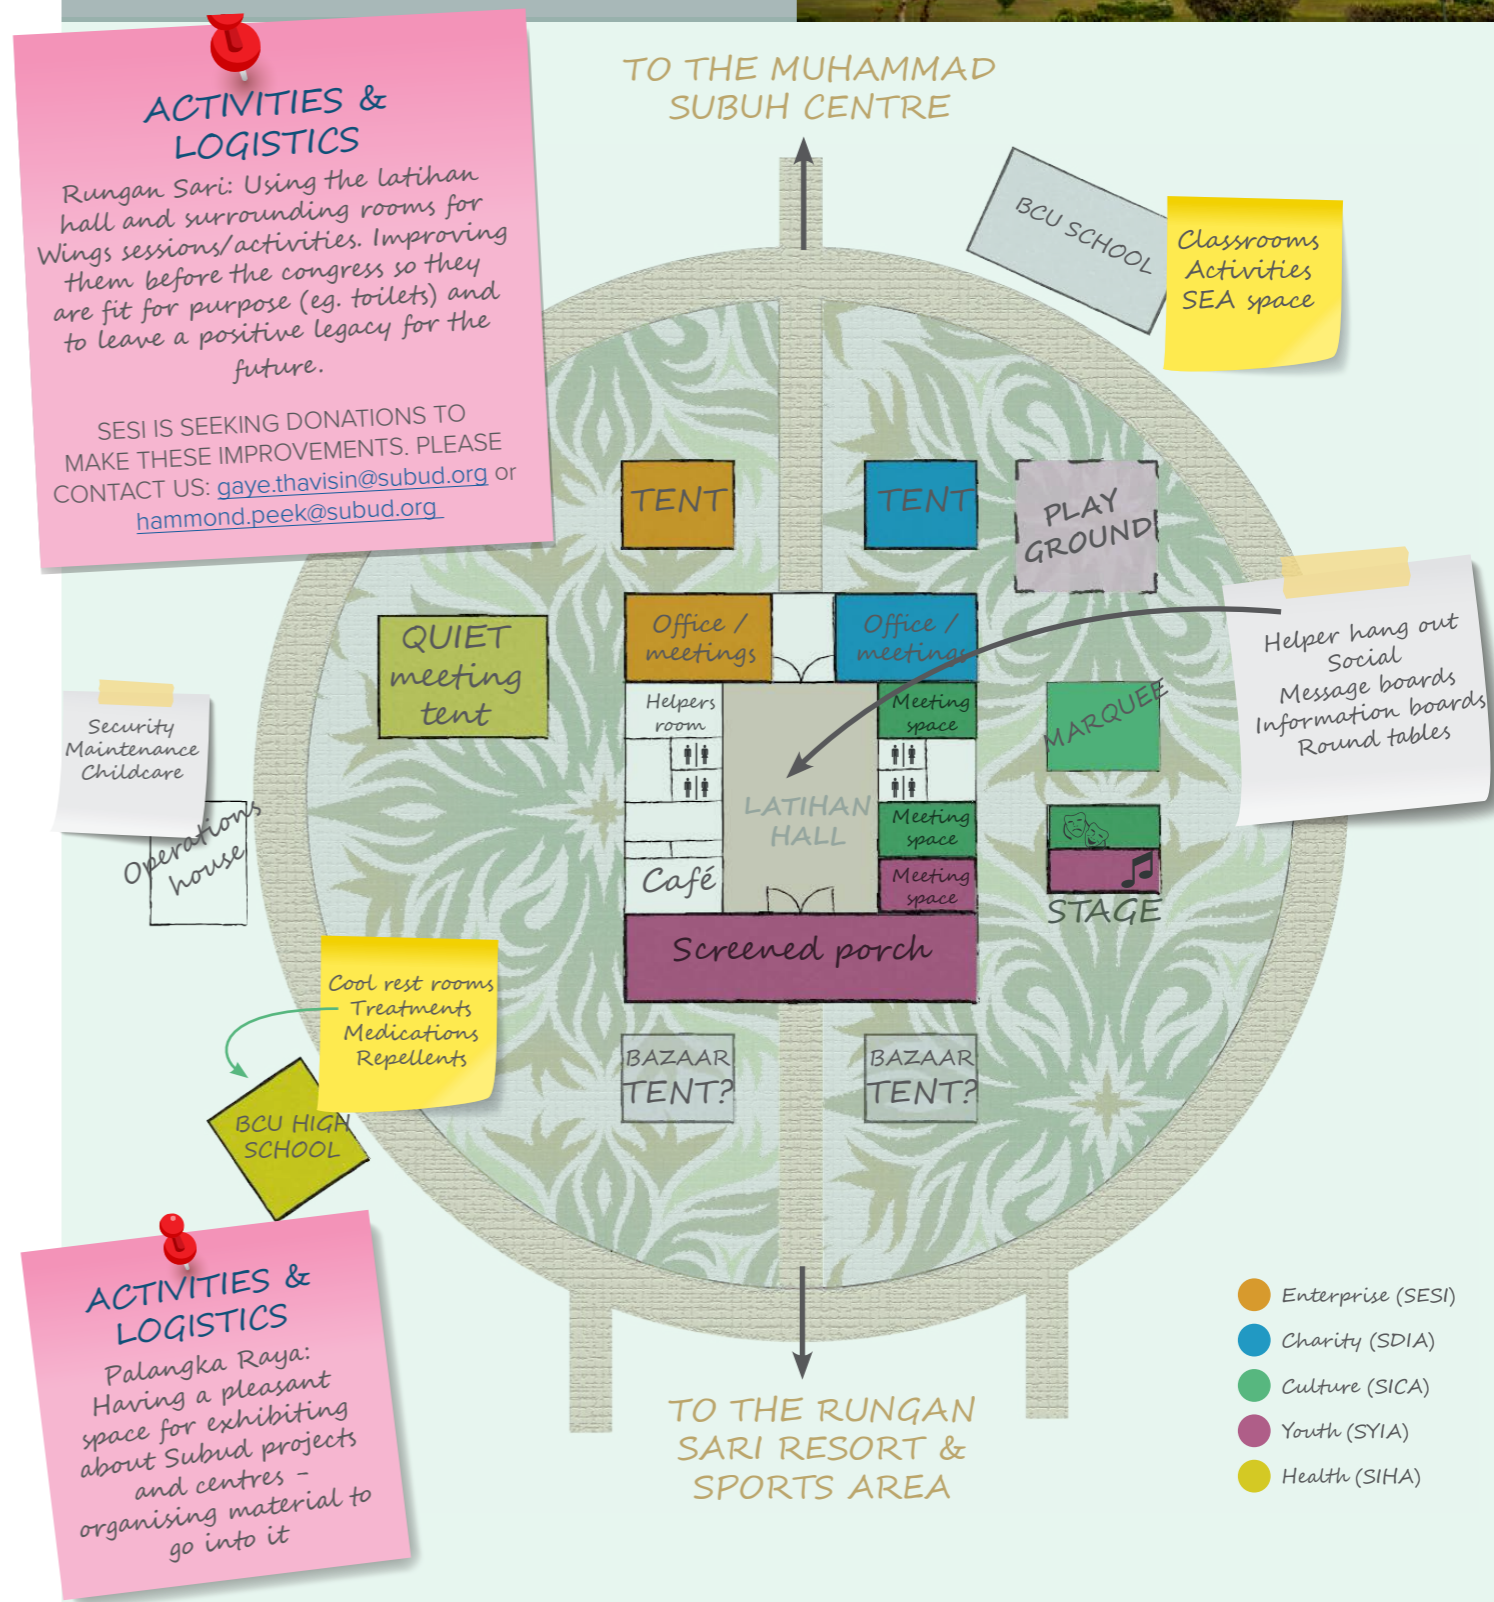 ACTIVITIES &
LOGISTICS
Rungan Sari: Using the latihan
hall and surrounding rooms for
Wings sessions/activities. Improving
them before the congress so they
are fit for purpose (eg. toilets) and
to leave a positive legacy for the
future.
SESI IS SEEKING DONATIONS TO
MAKE THESE IMPROVEMENTS. PLEASE
CONTACT US: gaye.thavisin@subud.org or
hammond.peek@subud.org
TO THE MUHAMMAD
SUBUH CENTRE
BCU SCHOOL
Classrooms
Activities
SEA space
TENT
TENT
PLAY
GROUND
QUIET
meeting
tent
Office /
meetings
Office /
meetings
Helpers
room
Meeting
space
MARQUEE
Helper hang out
Social
Message boards
Information boards
Round tables
Security
Maintenance
Childcare
Operations
house
LATIHAN
HALL
Meeting
space
Café
Meeting
space
STAGE
Screened porch
Cool rest rooms
Treatments
Medications
Repellents
BCU HIGH
SCHOOL
BAZAAR
TENT?
BAZAAR
TENT?
ACTIVITIES &
LOGISTICS
Palangka Raya:
Having a pleasant
space for exhibiting
about Subud projects
and centres -
organising material to
go into it
TO THE RUNGAN
SARI RESORT &
SPORTS AREA
Enterprise (SESI)
Charity (SDIA)
Culture (SICA)
Youth (SYIA)
Health (SIHA)